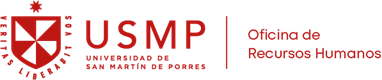 VERITAS LIBERABIT VOS
USMP
UNIVERSIDAD DE
SAN MARTÍN DE PORRES
Oficina de
Recursos Humanos